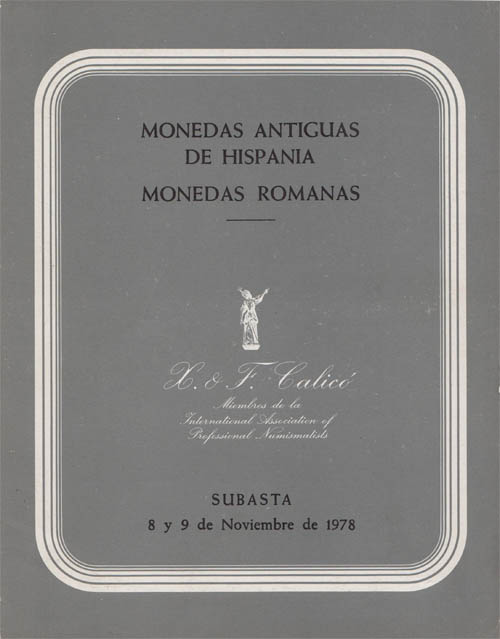 MONEDAS ANTIGUAS
DE HISPANIA
MONEDAS ROMANAS
X. & F. Calicó
Miembros de la
International Association of
Professional Numismatists
SUBASTA
8 y 9 de Noviembre de 1978